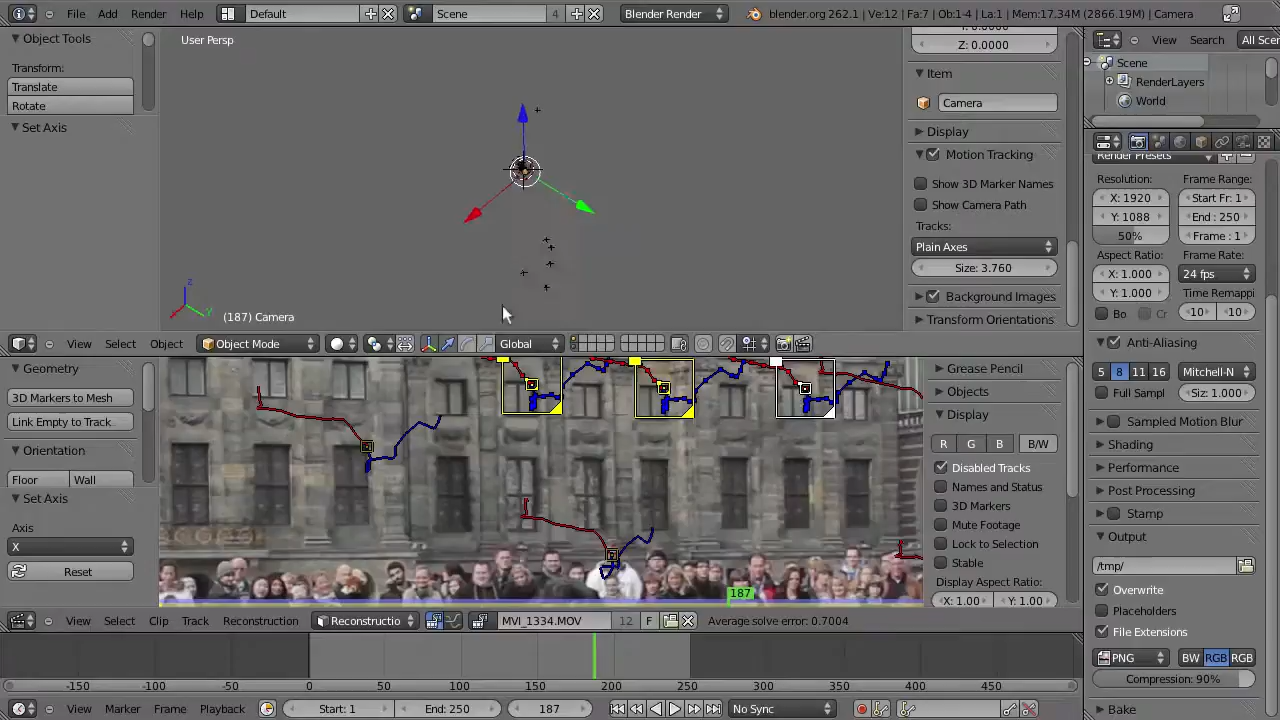 File Add Render Help
Default
Scene 4
Blender Render
blender.org 262.1 | Ve:12 | Fa:7 | Ob:1-4 | La:1 | Mem:17.34M (2866.19M) | Camera
Object Tools
Transform:
Translate
Rotate
Set Axis
User Persp
(187) Camera
Z: 0.0000
Item
Camera
Display
Motion Tracking
Show 3D Marker Names
Show Camera Path
Tracks:
Plain Axes
Size: 3.760
Background Images
Transform Orientations
View Search All Scen
Scene
RenderLayers
World
Render Presets
Resolution:
Frame Range:
X: 1920
Start Fr: 1
Y: 1088
End : 250
50%
Frame : 1
Aspect Ratio:
Frame Rate:
X: 1.000
24 fps
Y: 1.000
Time Remappi
Bo Cr
10 10
Anti-Aliasing
5 8 11 16
Mitchell-N
Full Sampl
Size: 1.000
Sampled Motion Blur
Shading
Performance
Post Processing
Stamp
Output
/tmp/
Overwrite
Placeholders
File Extensions
PNG
BW RGB RGB
Compression: 90%
Bake
View Select Object
Object Mode
Global
Geometry
3D Markers to Mesh
Link Empty to Track
Orientation
Floor Wall
Set Axis
Axis
X
Reset
187
Grease Pencil
Objects
Display
R G B B/W
Disabled Tracks
Names and Status
3D Markers
Mute Footage
Lock to Selection
Stable
Display Aspect Ratio:
X: 1.00 Y: 1.00
View Select Clip Track Reconstruction
Reconstructio
MVI_1334.MOV 12 F
Average solve error: 0.7004
-150 -100 -50 0 50 100 150 200 250 300 350 400 450
View Marker Frame Playback
Start: 1
End: 250
187
No Sync